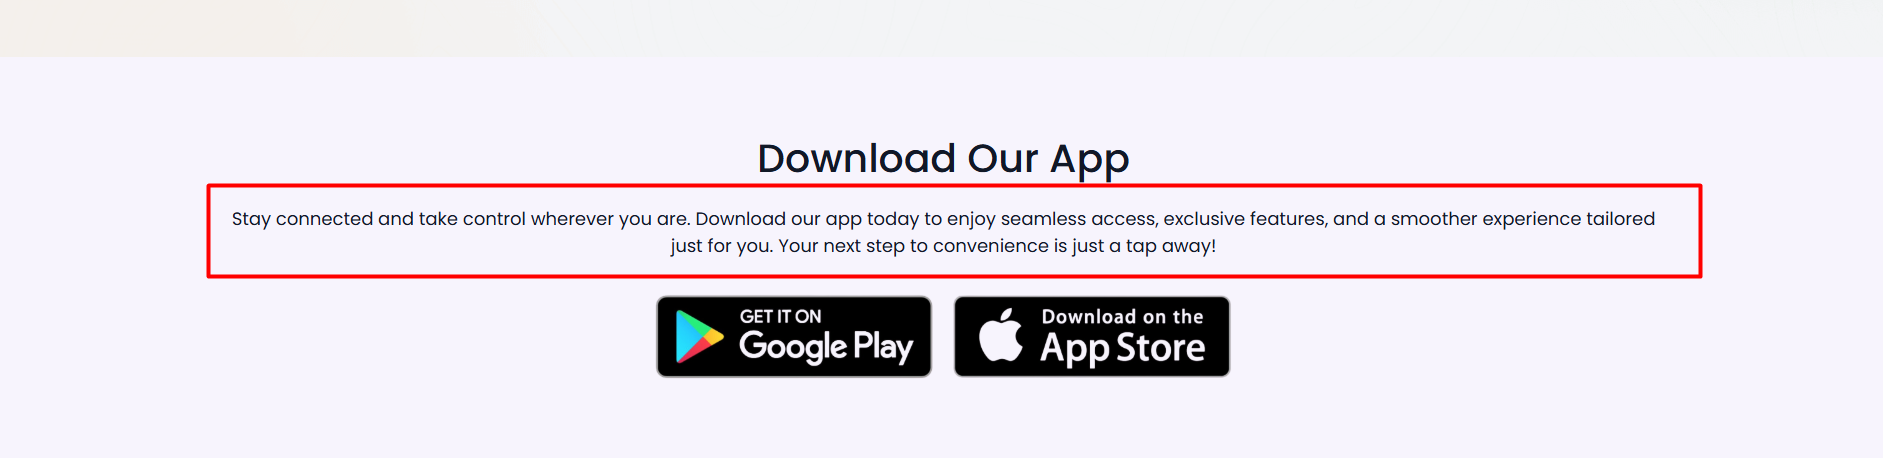 Download Our App
Stay connected and take control wherever you are. Download our app today to enjoy seamless access, exclusive features, and a smoother experience tailored
just for you. Your next step to convenience is just a tap away!
GET IT ON
Google Play
Download on the
App Store